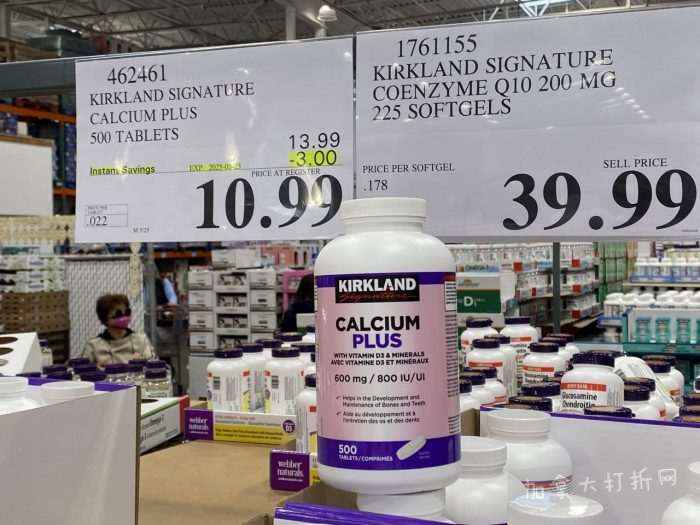 462461
KIRKLAND SIGNATURE
CALCIUM PLUS
500 TABLETS
13.99
-3.00
Instant Savings
PRICE AT REGISTER
10.99
.022
1761155
KIRKLAND SIGNATURE
COENZYME Q10 200 MG
225 SOFTGELS
PRICE PER SOFTGEL
.178
SELL PRICE
39.99
KIRKLAND
Signature
CALCIUM
PLUS
WITH VITAMIN D3 & MINERALS
AVEC VITAMINE D3 ET MINÉRAUX
600 mg / 800 IU/UI
Helps in the Development and
Maintenance of Bones and Teeth
Aide au développement et à
l'entretien des os et des dents
500
TABLETS/COMPRIMÉS
webber
naturals
webber
naturals
D
Glucosamine
Chondroitin
加拿大打折网